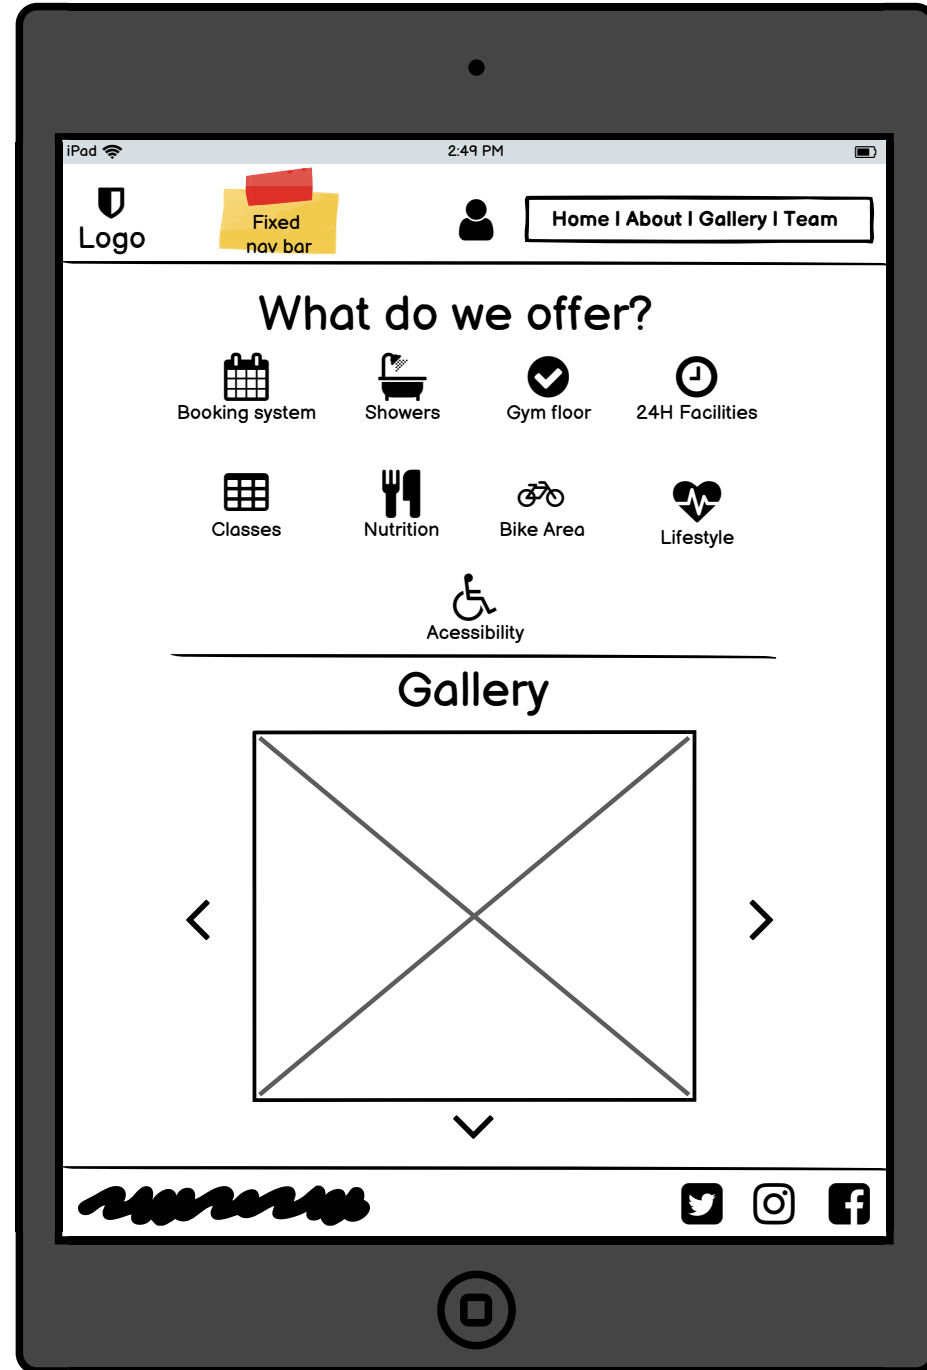 iPad
2:49 PM
Logo
Fixed
nav bar
Home | About | Gallery | Team
What do we offer?
Booking system
Showers
Gym floor
24H Facilities
Classes
Nutrition
Bike Area
Lifestyle
Acessibility
Gallery